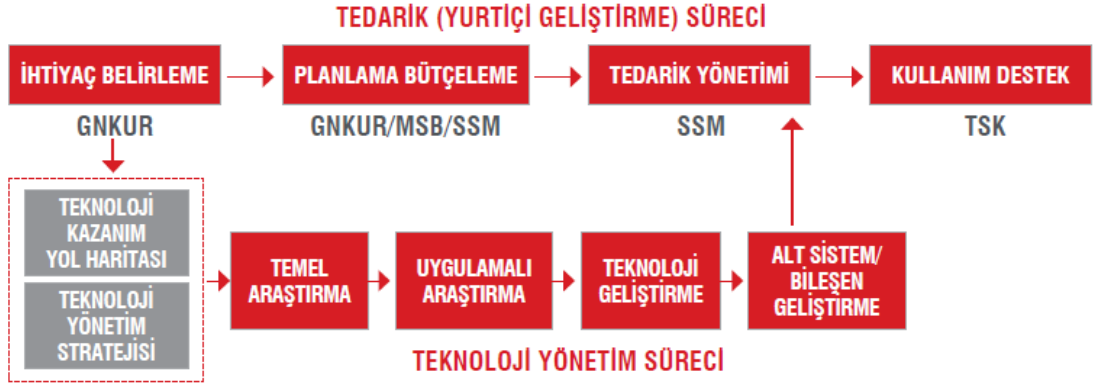 TEDARİK (YURTİÇİ GELİŞTİRME) SÜRECİ
İHTİYAÇ BELİRLEME
PLANLAMA BÜTÇELEME
TEDARİK YÖNETİMİ
KULLANIM DESTEK
GNKUR
GNKUR/MSB/SSM
SSM
TSK
TEKNOLOJİ
KAZANIM
YOL HARİTASI
TEKNOLOJİ
YÖNETİM
STRATEJİSİ
TEMEL
ARAŞTIRMA
UYGULAMALI
ARAŞTIRMA
TEKNOLOJİ
GELİŞTİRME
ALT SİSTEM/
BİLEŞEN
GELİŞTİRME
TEKNOLOJİ YÖNETİM SÜRECİ